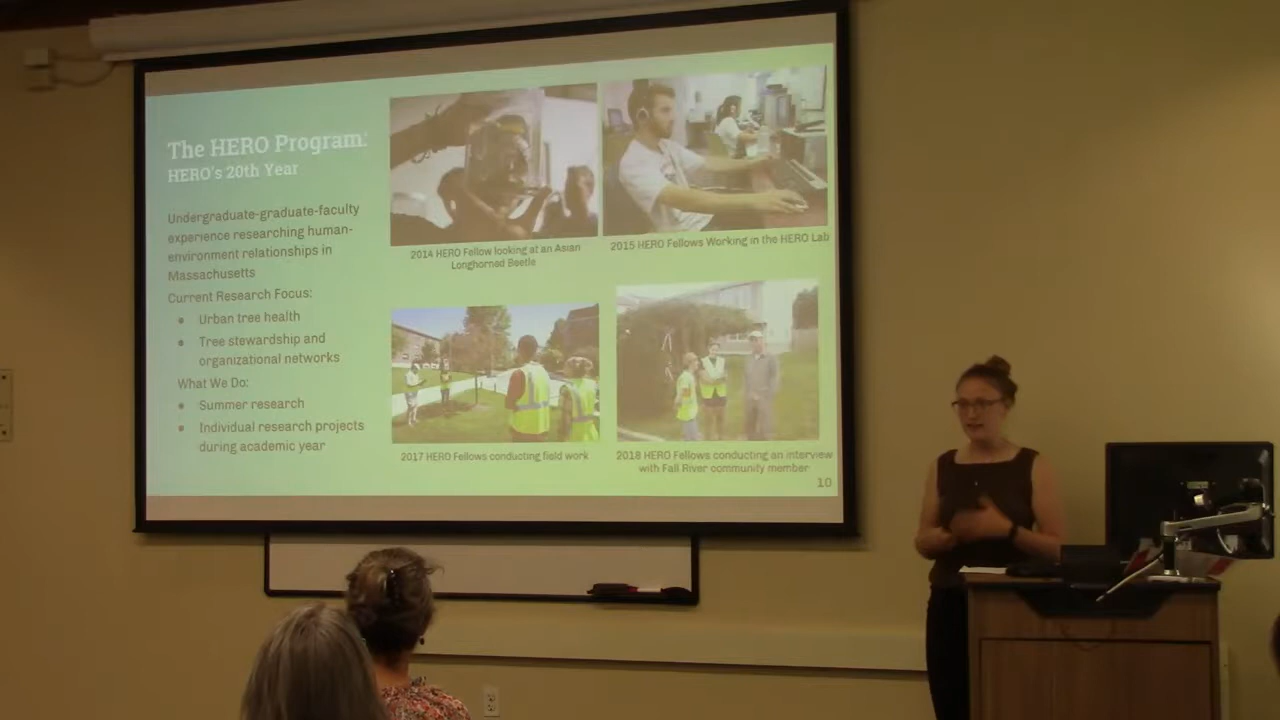 The HERO Program:
HERO's 20th Year
Undergraduate-graduate-faculty
experience researching human-
environment relationships in
Massachusetts
Current Research Focus:
Urban tree health
Tree stewardship and
organizational networks
What We Do:
Summer research
Individual research projects
during academic year
2014 HERO Fellow looking at an Asian
Longhorned Beetle
2015 HERO Fellows Working in the HERO Lab
2017 HERO Fellows conducting field work
2018 HERO Fellows conducting an interview
with Fall River community member
10